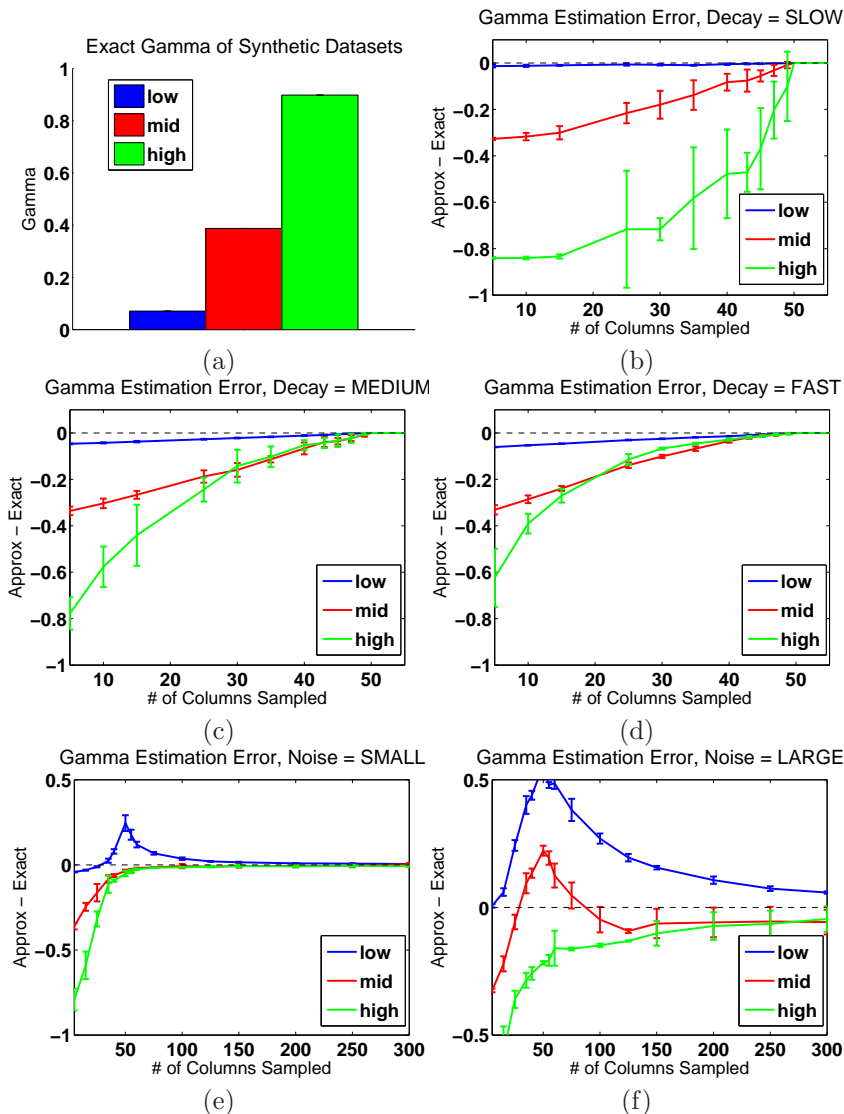 Exact Gamma of Synthetic Datasets
1
0.8
0.6
0.4
0.2
0
Gamma
low
mid
high
(a)
Gamma Estimation Error, Decay = SLOW
0
−0.2
−0.4
−0.6
−0.8
−1
Approx − Exact
low
mid
high
10 20 30 40 50
# of Columns Sampled
(b)
Gamma Estimation Error, Decay = MEDIUM
0
−0.2
−0.4
−0.6
−0.8
−1
Approx − Exact
low
mid
high
10 20 30 40 50
# of Columns Sampled
(c)
Gamma Estimation Error, Decay = FAST
0
−0.2
−0.4
−0.6
−0.8
−1
Approx − Exact
low
mid
high
10 20 30 40 50
# of Columns Sampled
(d)
Gamma Estimation Error, Noise = SMALL
0.5
0
−0.5
−1
Approx − Exact
low
mid
high
50 100 150 200 250 300
# of Columns Sampled
(e)
Gamma Estimation Error, Noise = LARGE
0.5
0
−0.5
Approx − Exact
low
mid
high
50 100 150 200 250 300
# of Columns Sampled
(f)